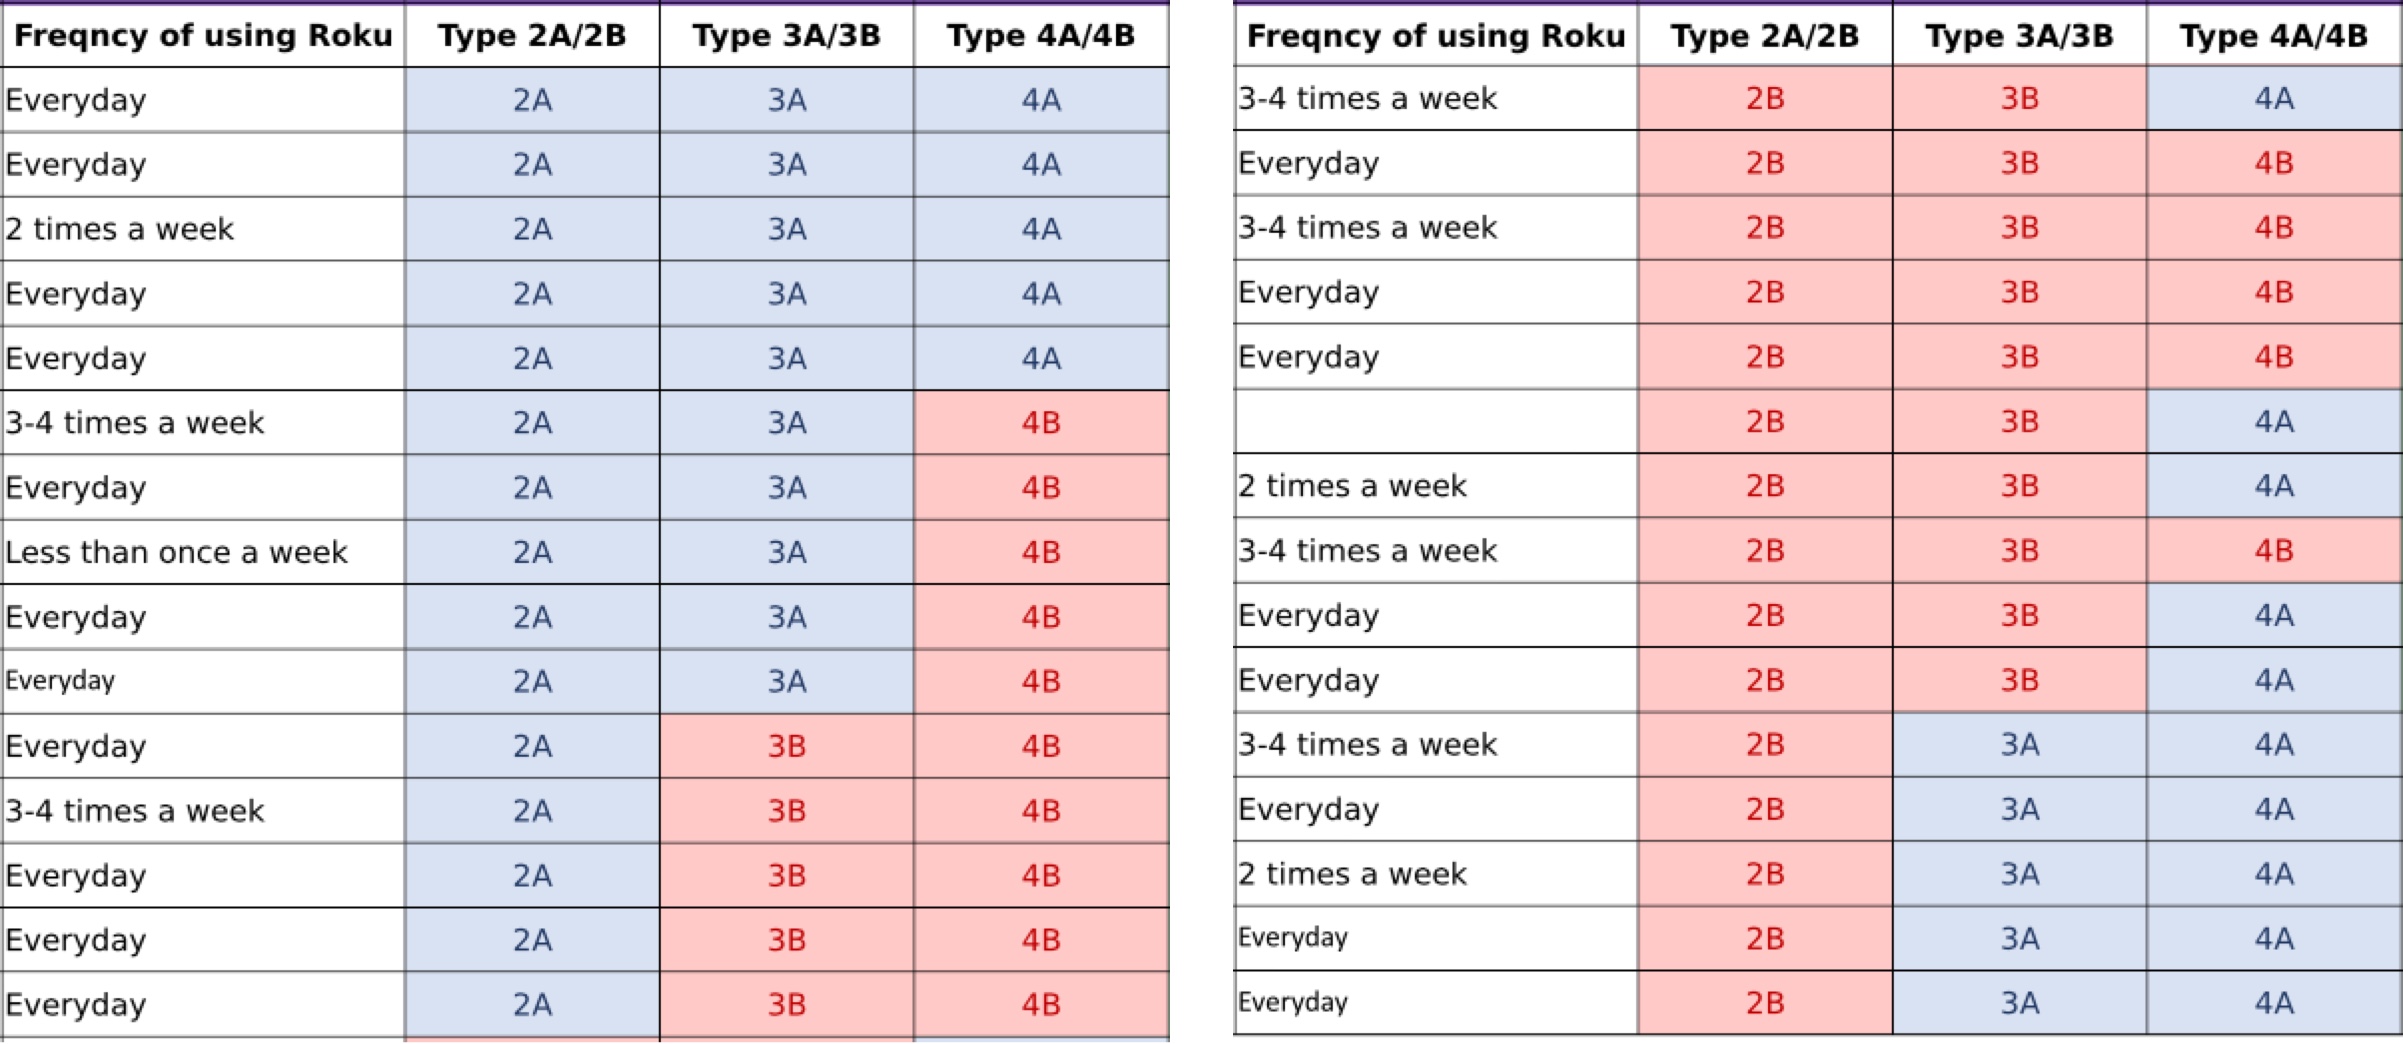 Freqncy of using Roku Type 2A/2B Type 3A/3B Type 4A/4B
Everyday 2A 3A 4A
Everyday 2A 3A 4A
2 times a week 2A 3A 4A
Everyday 2A 3A 4A
Everyday 2A 3A 4A
3-4 times a week 2A 3A 4B
Everyday 2A 3A 4B
Less than once a week 2A 3A 4B
Everyday 2A 3A 4B
Everyday 2A 3A 4B
Everyday 2A 3B 4B
3-4 times a week 2A 3B 4B
Everyday 2A 3B 4B
Everyday 2A 3B 4B
Everyday 2A 3B 4B
Freqncy of using Roku Type 2A/2B Type 3A/3B Type 4A/4B
3-4 times a week 2B 3B 4A
Everyday 2B 3B 4B
3-4 times a week 2B 3B 4B
Everyday 2B 3B 4B
Everyday 2B 3B 4B
2B 3B 4A
2 times a week 2B 3B 4A
3-4 times a week 2B 3B 4B
Everyday 2B 3B 4A
Everyday 2B 3B 4A
3-4 times a week 2B 3A 4A
Everyday 2B 3A 4A
2 times a week 2B 3A 4A
Everyday 2B 3A 4A
Everyday 2B 3A 4A